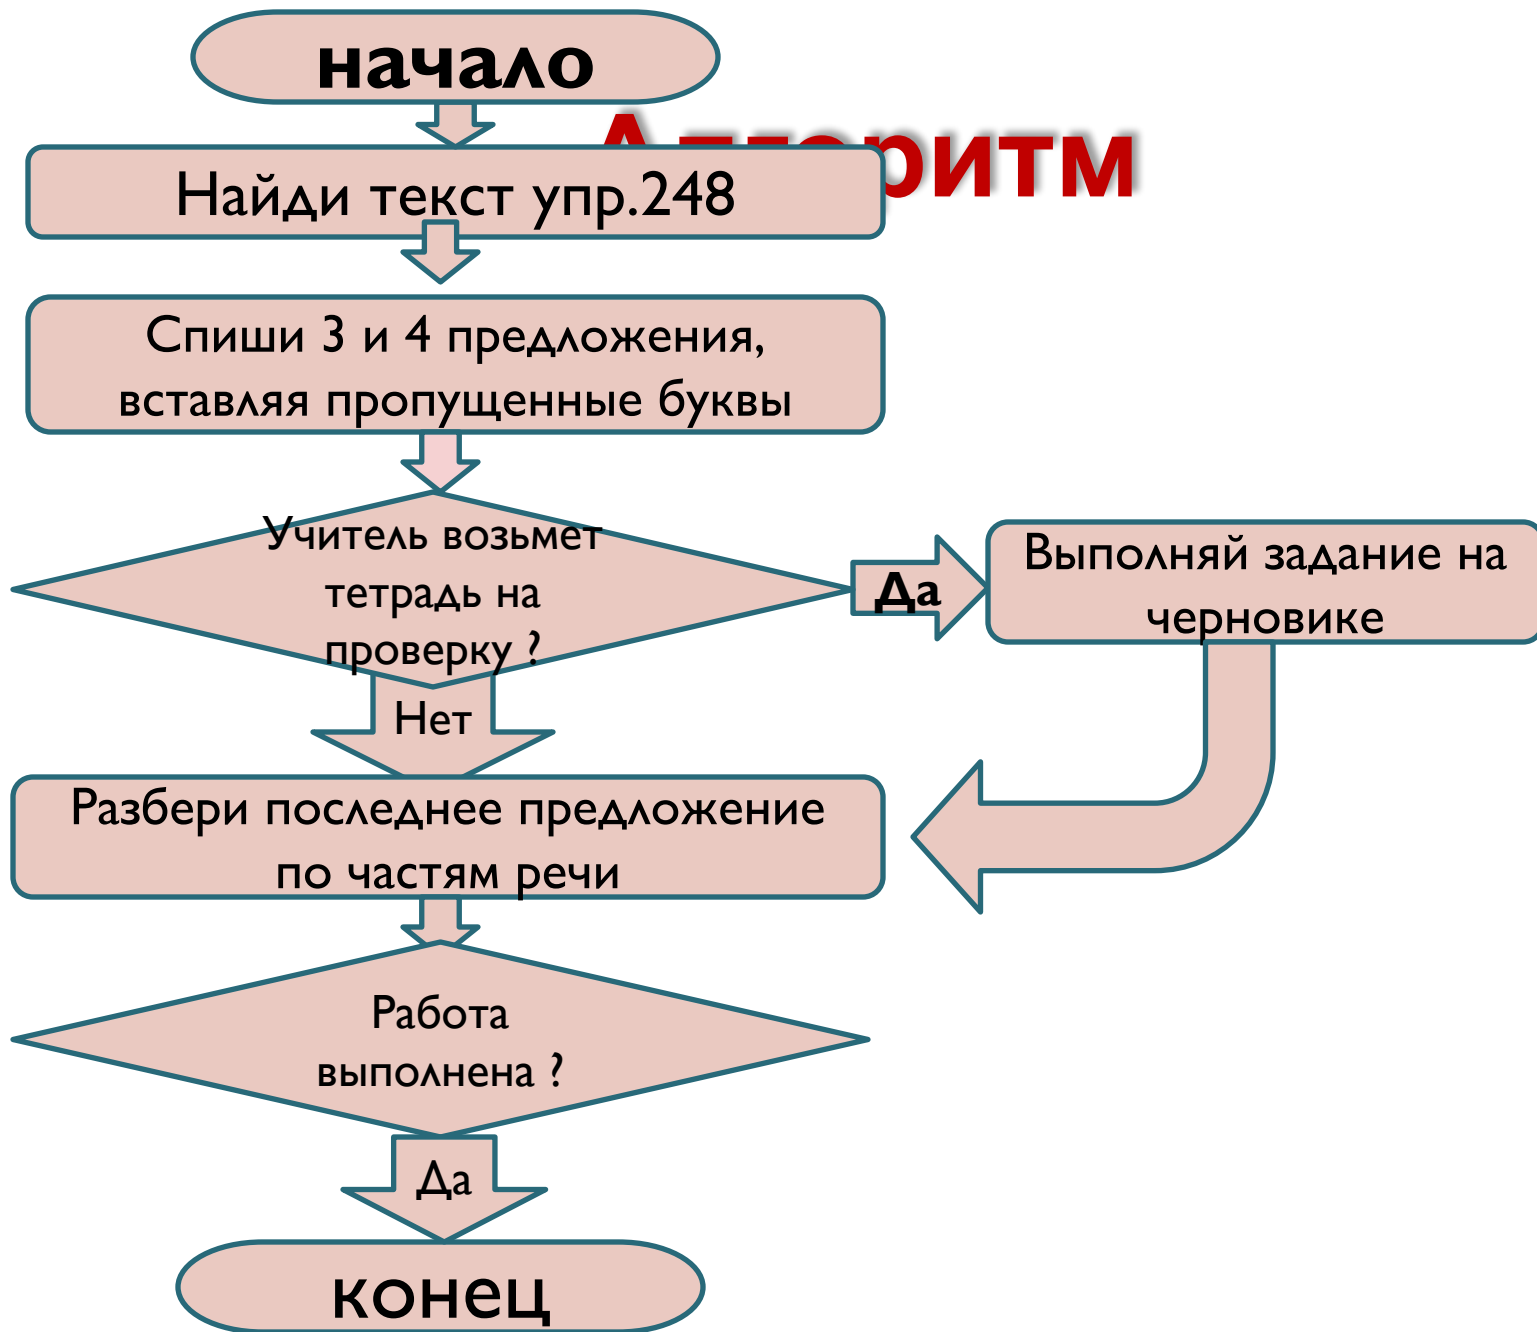 начало
Алгоритм
Найди текст упр.248
Спиши 3 и 4 предложения,
вставляя пропущенные буквы
Учитель возьмет
тетрадь на
проверку ?
Да
Выполняй задание на
черновике
Нет
Разбери последнее предложение
по частям речи
Работа
выполнена ?
Да
конец